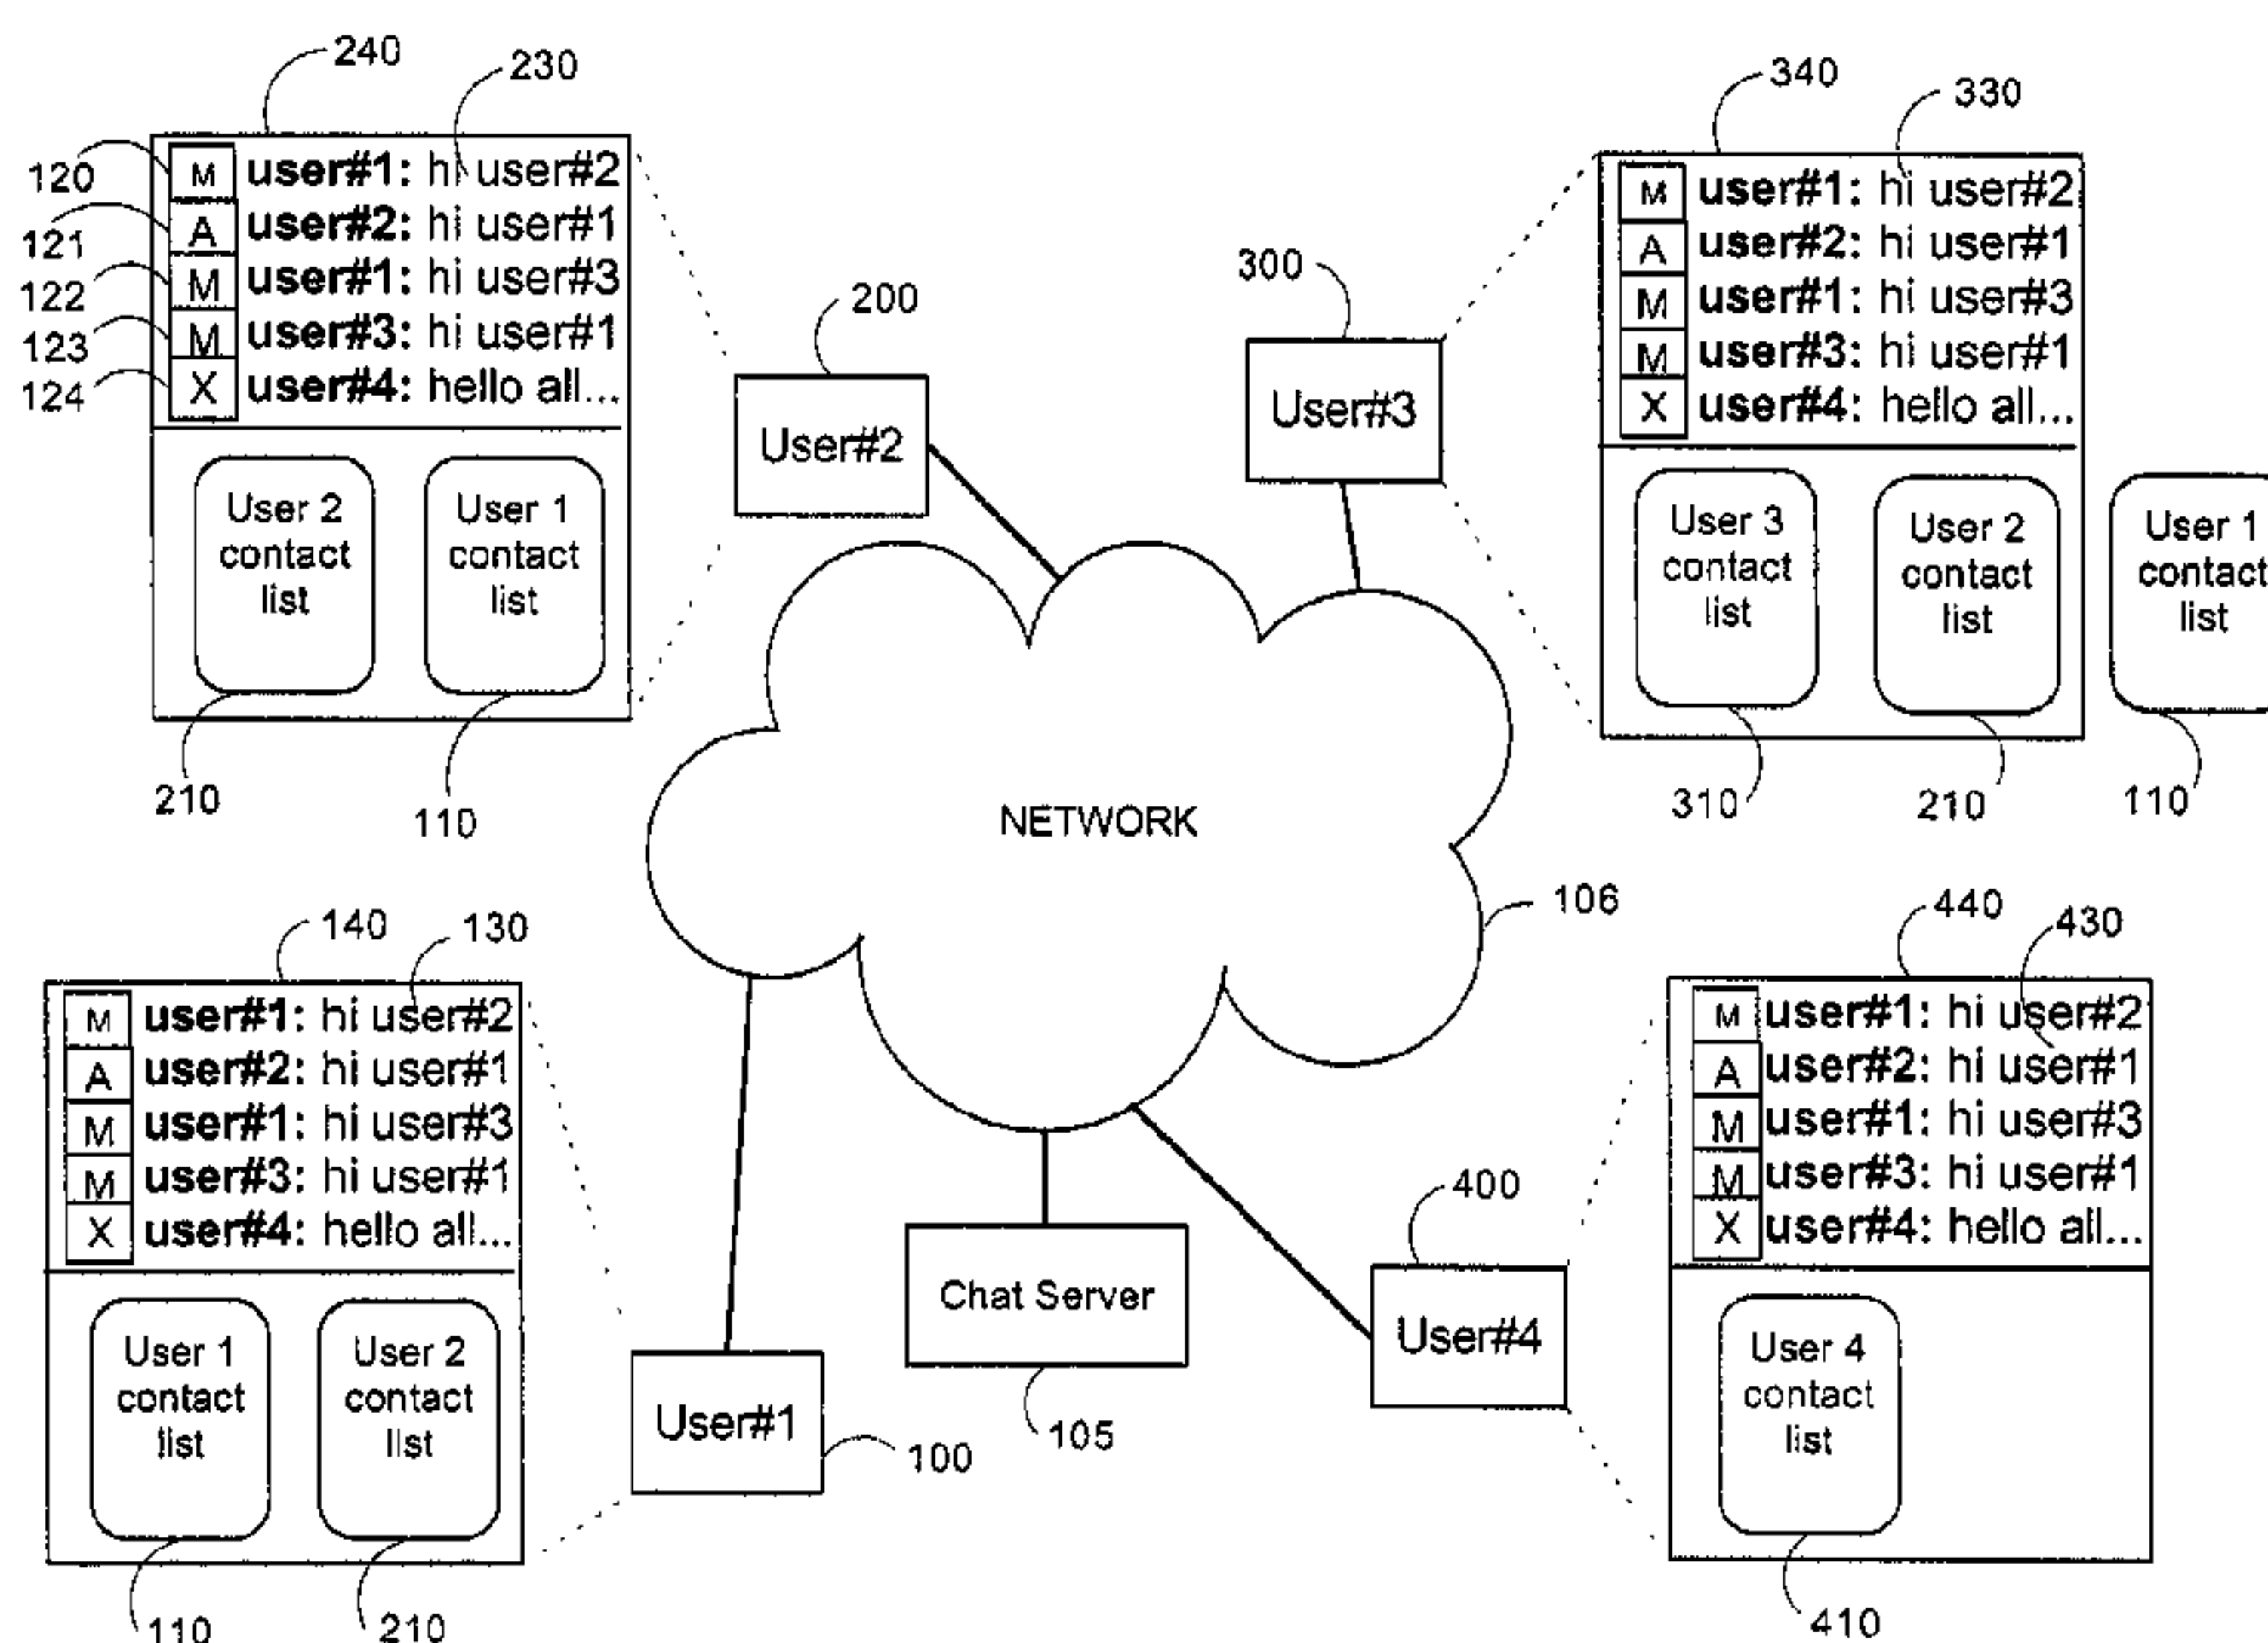 240
230
120
M user#1: hi user#2
121
A user#2: hi user#1
122
M user#1: hi user#3
123
M user#3: hi user#1
124
X user#4: hello all...
User 2
contact
list
User 1
contact
list
210
110
200
User#2
300
User#3
340
330
M user#1: hi user#2
A user#2: hi user#1
M user#1: hi user#3
M user#3: hi user#1
X user#4: hello all...
User 3
contact
list
User 2
contact
list
User 1
contact
list
310
210
110
NETWORK
106
140
130
M user#1: hi user#2
A user#2: hi user#1
M user#1: hi user#3
M user#3: hi user#1
X user#4: hello all...
User 1
contact
list
User 2
contact
list
110
210
User#1
100
Chat Server
105
400
User#4
440
430
M user#1: hi user#2
A user#2: hi user#1
M user#1: hi user#3
M user#3: hi user#1
X user#4: hello all...
User 4
contact
list
410